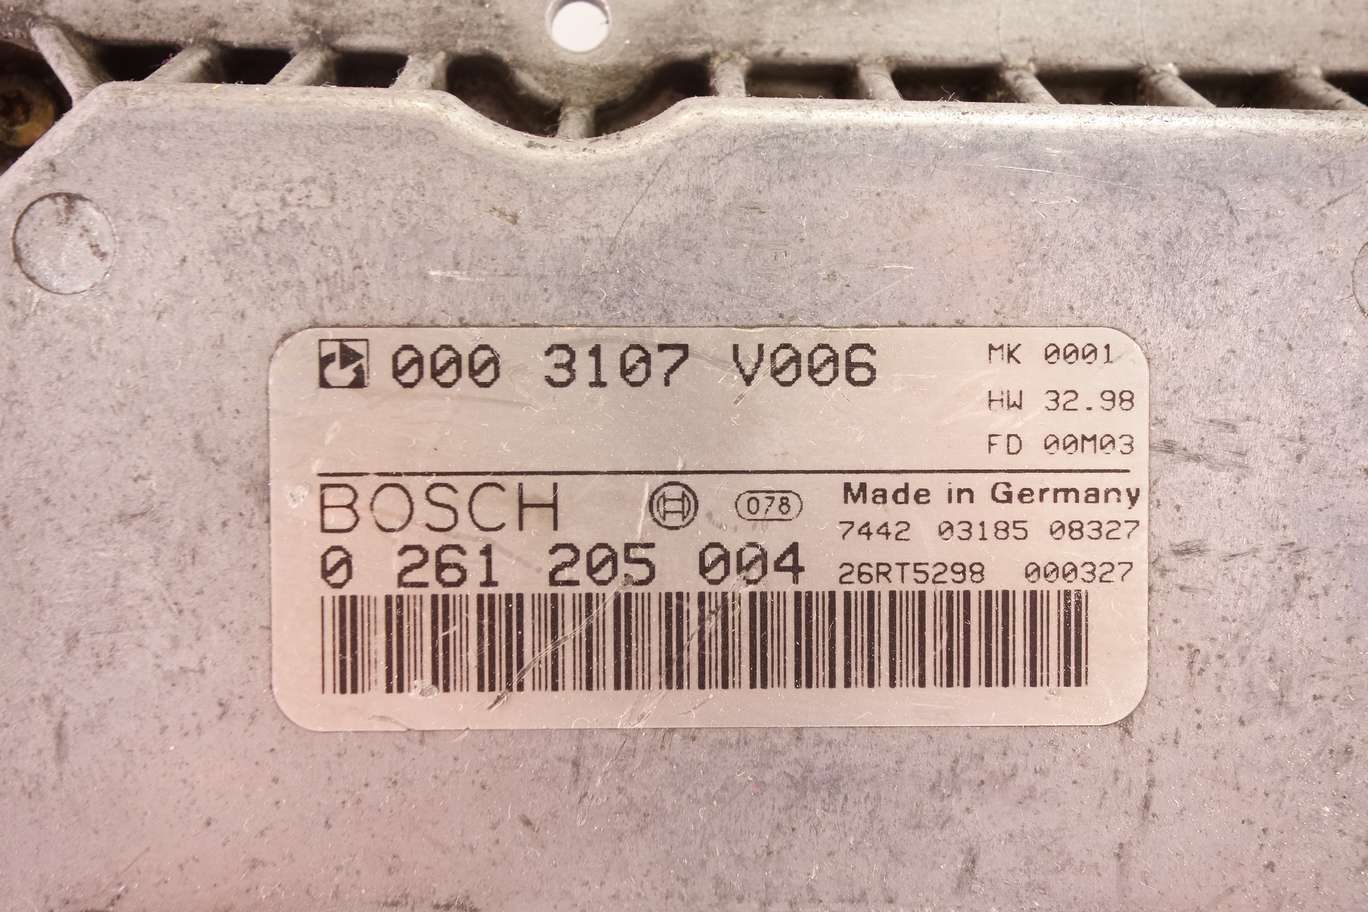 000 3107 V006
MK 0001
HW 32.98
FD 00M03
BOSCH H 078
Made in Germany
7442 03185 08327
0 261 205 004
26RT5298 000327